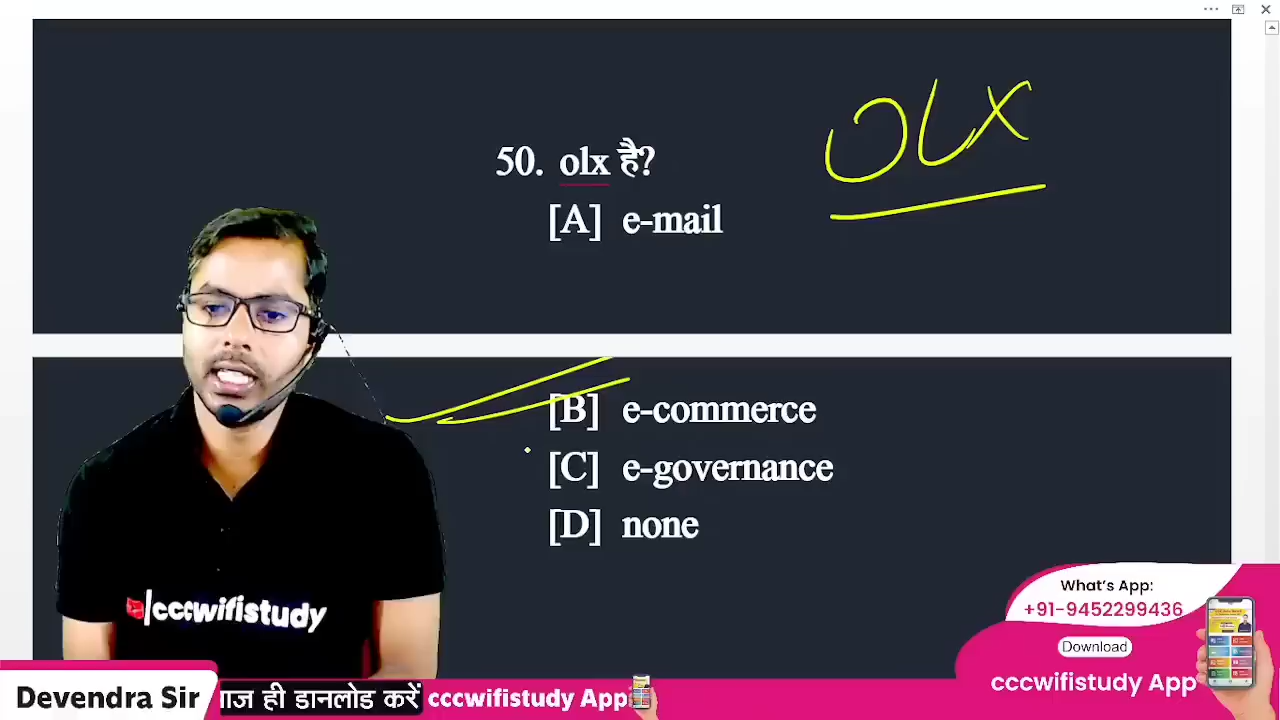 OLX
50. olx है?
[A] e-mail
[B] e-commerce
[C] e-governance
[D] none
cccwifistudy
What's App:
+91-9452299436
Download
cccwifistudy App
Devendra Sir
ही डानलोड करें cccwifistudy App